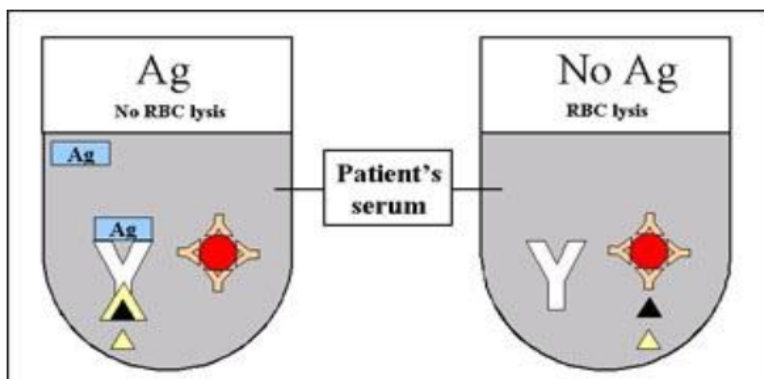 Ag
No RBC lysis
No Ag
RBC lysis
Ag
Ag
Patient's
serum